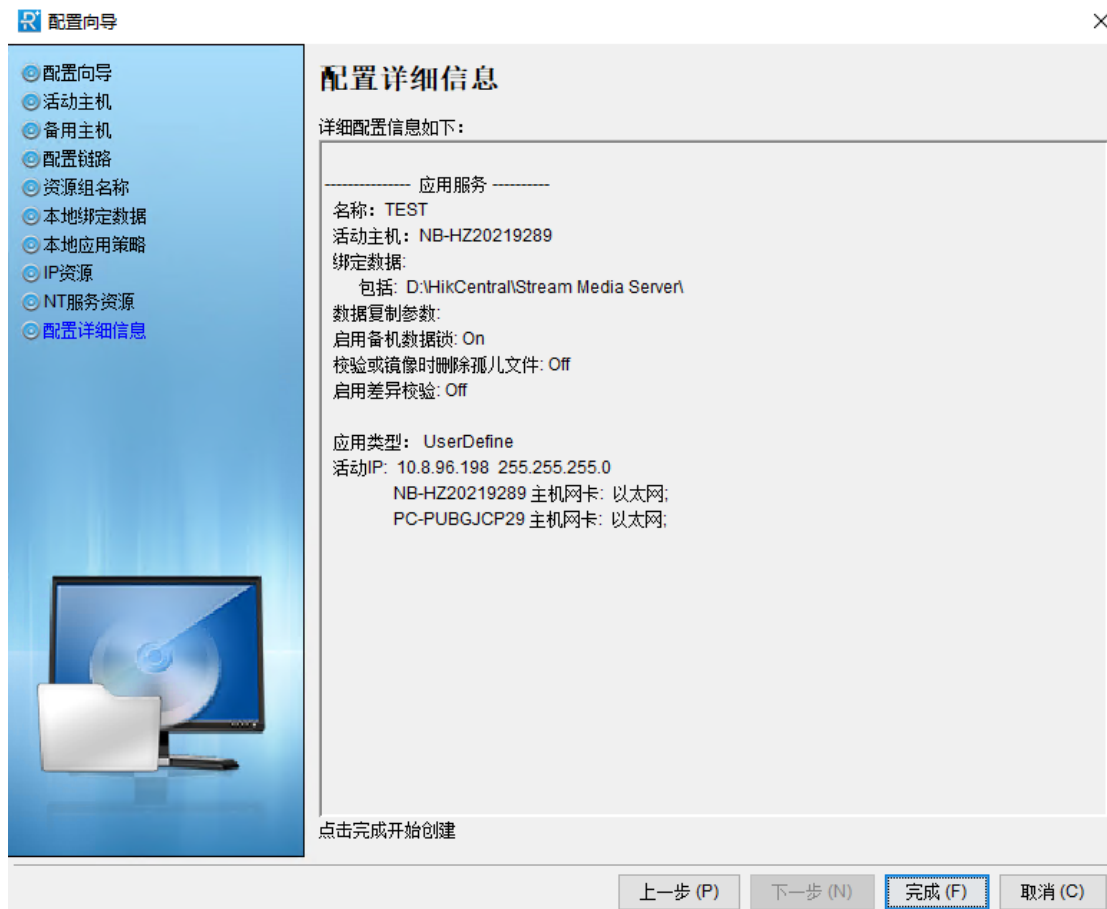 配置向导
配置向导
活动主机
备用主机
配置链路
资源组名称
本地绑定数据
本地应用策略
IP资源
NT服务资源
配置详细信息
配置详细信息
详细配置信息如下：
--------------- 应用服务 ----------
名称：TEST
活动主机：NB-HZ20219289
绑定数据:
包括: D:\HikCentral\Stream Media Server\
数据复制参数:
启用备机数据锁: On
校验或镜像时删除孤儿文件: Off
启用差异校验: Off
应用类型： UserDefine
活动IP: 10.8.96.198 255.255.255.0
NB-HZ20219289 主机网卡: 以太网;
PC-PUBGJCP29 主机网卡: 以太网;
点击完成开始创建
上一步 (P) 下一步 (N) 完成 (F) 取消 (C)